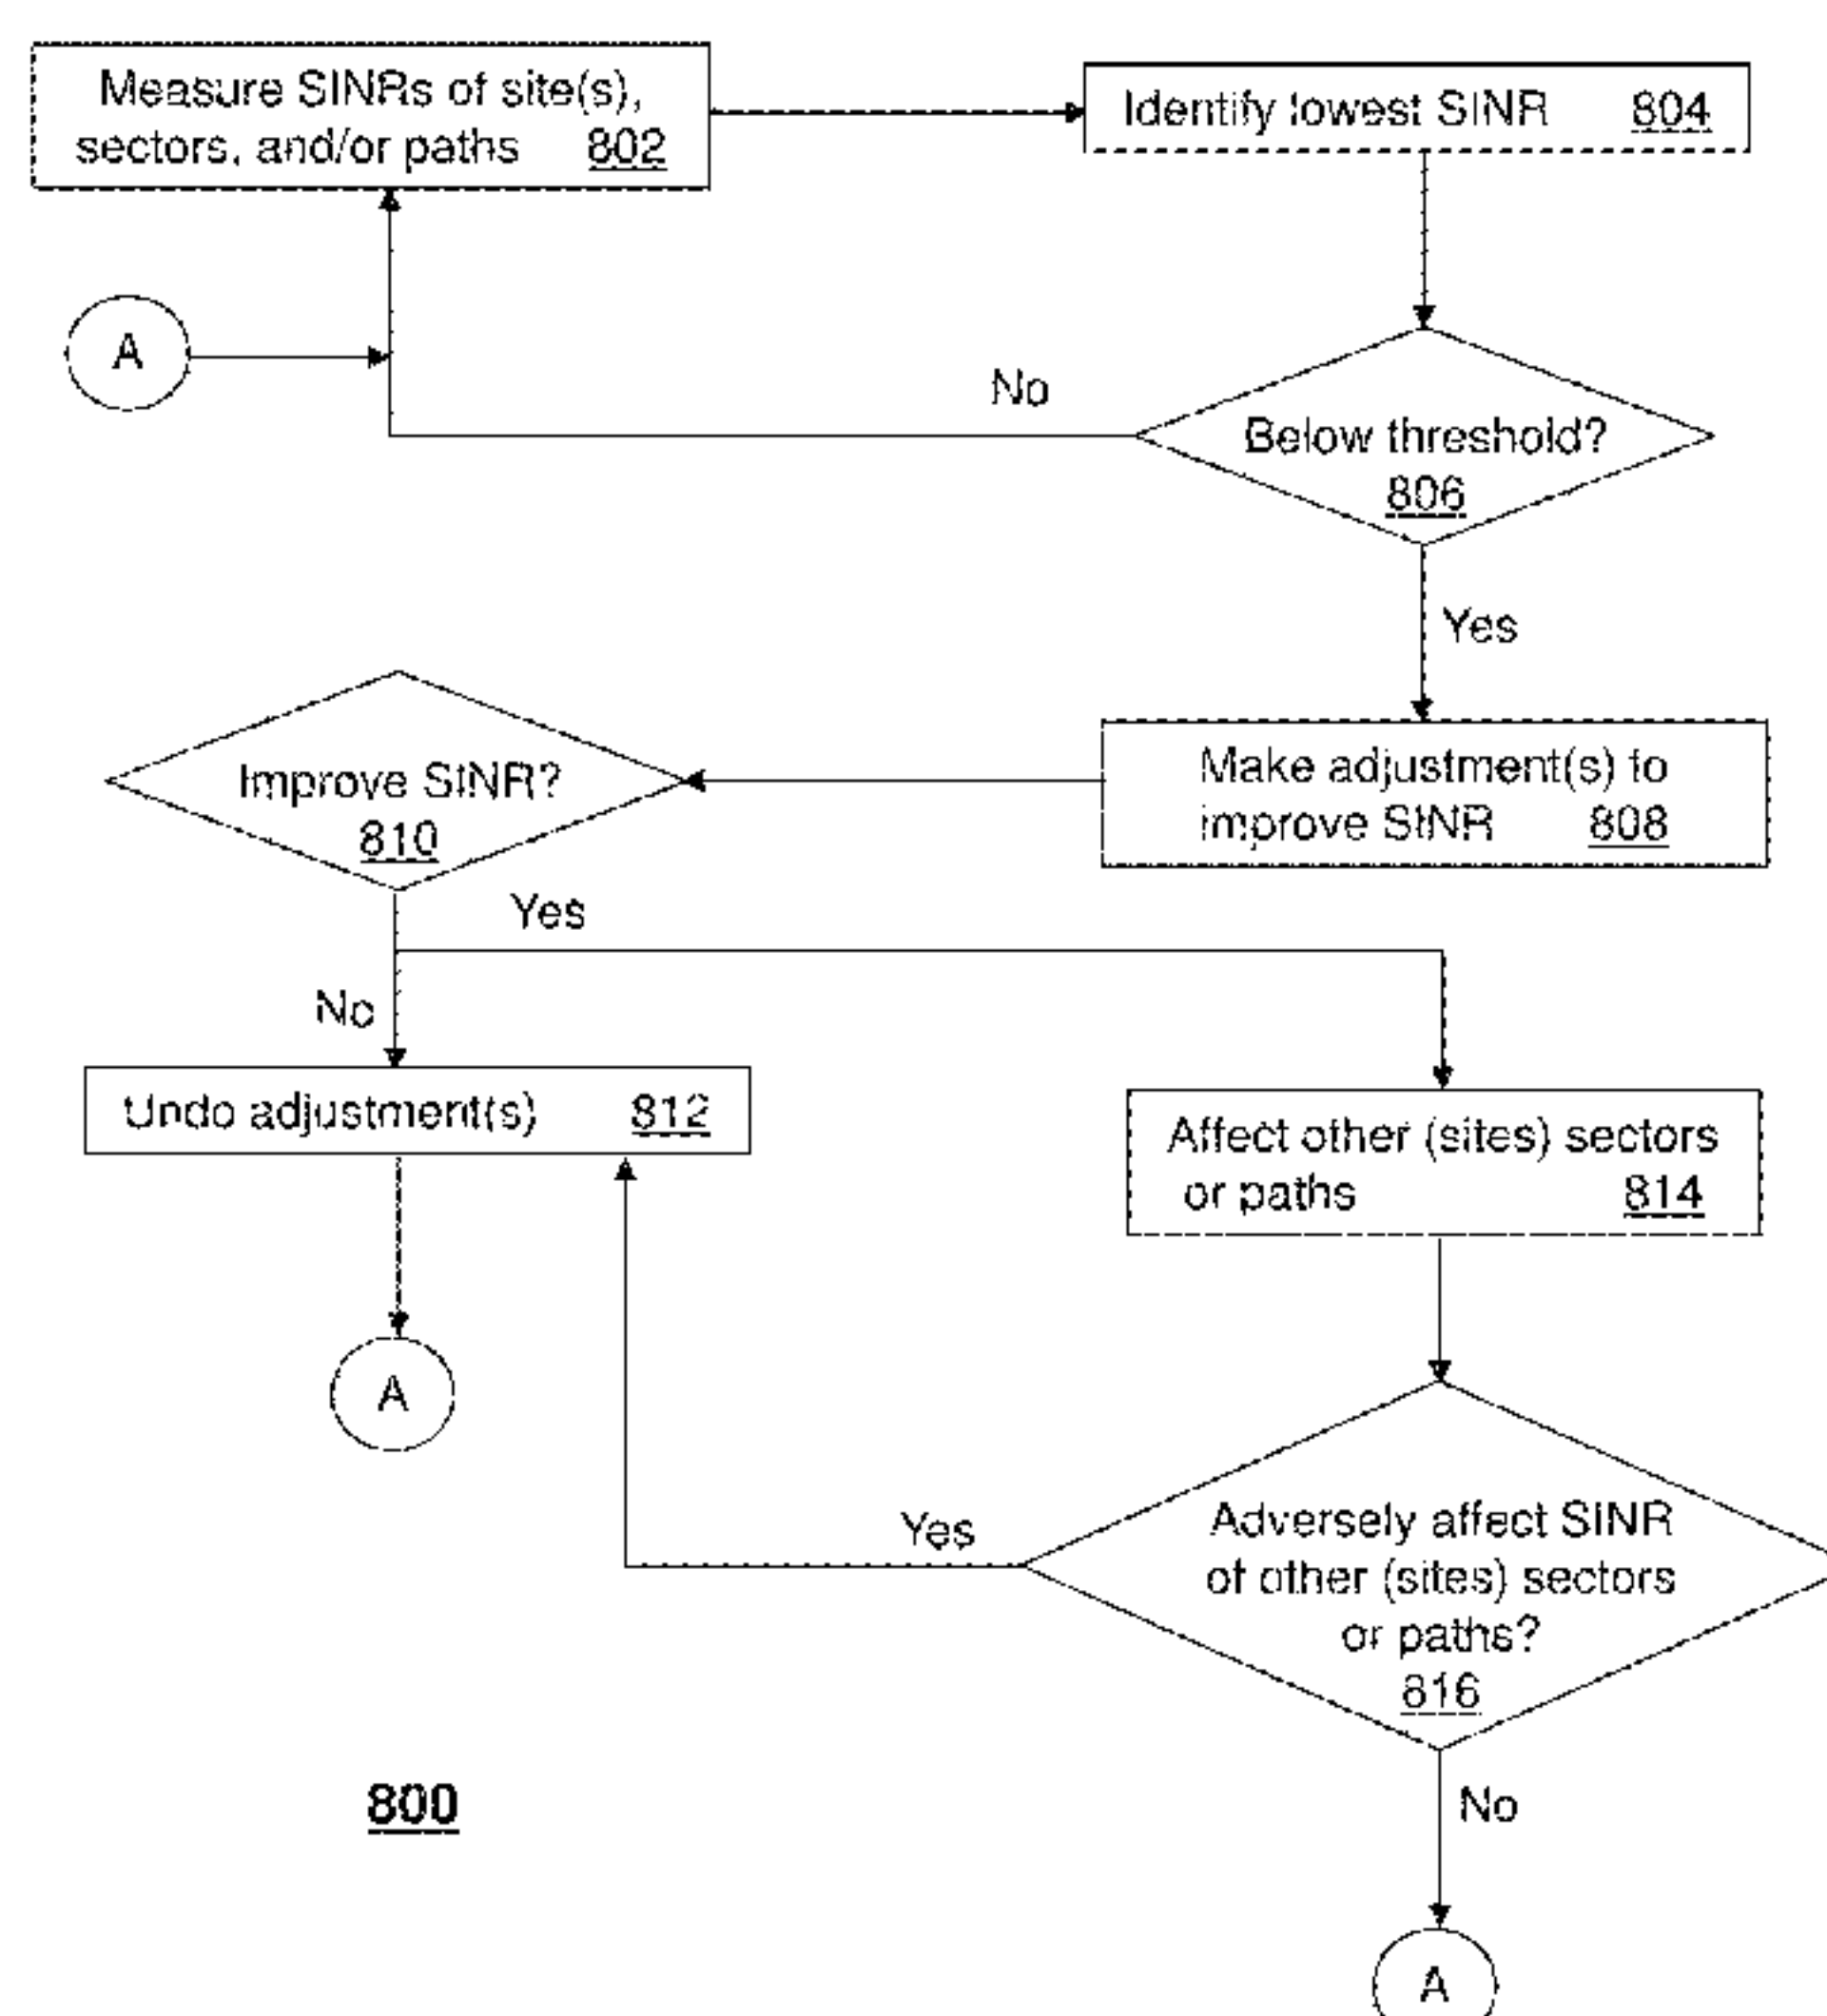 Measure SINRs of site(s),
sectors, and/or paths 802
Identify lowest SINR 804
A
No
Below threshold?
806
Yes
Improve SINR?
810
Make adjustment(s) to
improve SINR 808
Yes
No
Undo adjustment(s) 812
Affect other (sites) sectors
or paths 814
A
Yes
Adversely affect SINR
of other (sites) sectors
or paths?
816
800
No
A